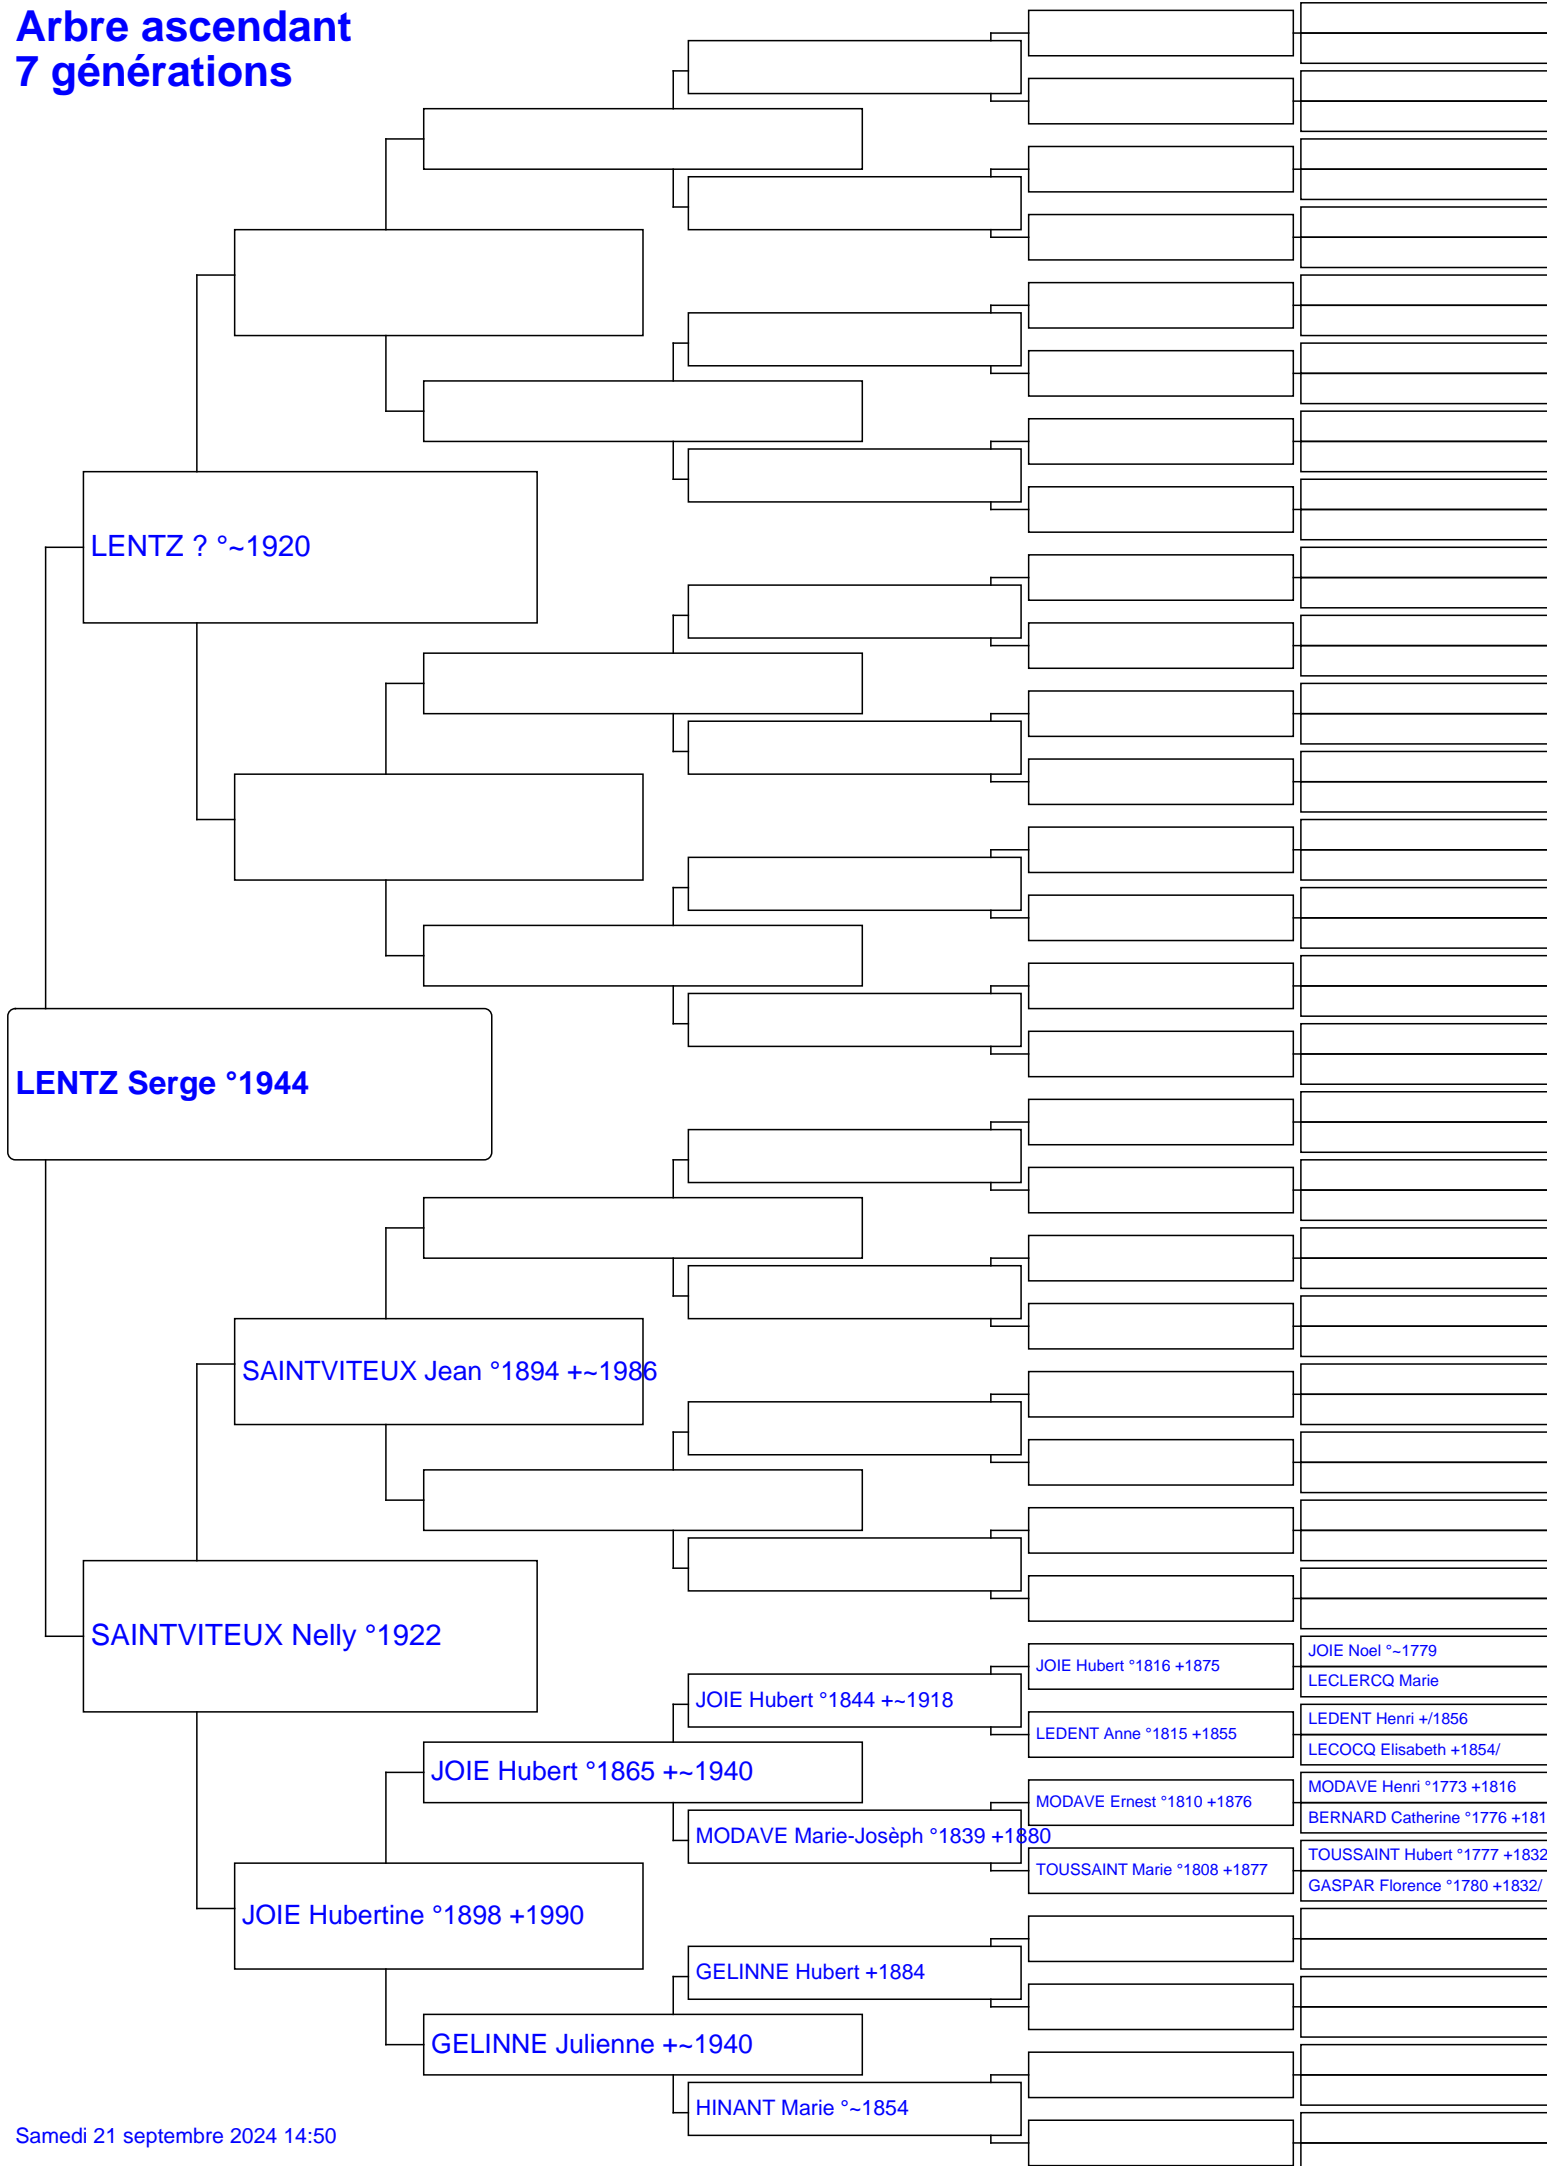 Arbre ascendant
7 générations
LENTZ ? °~1920
LENTZ Serge °1944
SAINTVITEUX Jean °1894 +~1986
SAINTVITEUX Nelly °1922
JOIE Noel °~1779
JOIE Hubert °1816 +1875
LECLERCQ Marie
JOIE Hubert °1844 +~1918
LEDENT Henri +/1856
LEDENT Anne °1815 +1855
LECOCQ Elisabeth +1854/
JOIE Hubert °1865 +~1940
MODAVE Henri °1773 +1816
MODAVE Ernest °1810 +1876
BERNARD Catherine °1776 +181
MODAVE Marie-Josèph °1839 +1880
TOUSSAINT Hubert °1777 +1832
TOUSSAINT Marie °1808 +1877
GASPAR Florence °1780 +1832/
JOIE Hubertine °1898 +1990
GELINNE Hubert +1884
GELINNE Julienne +~1940
HINANT Marie °~1854
Samedi 21 septembre 2024 14:50